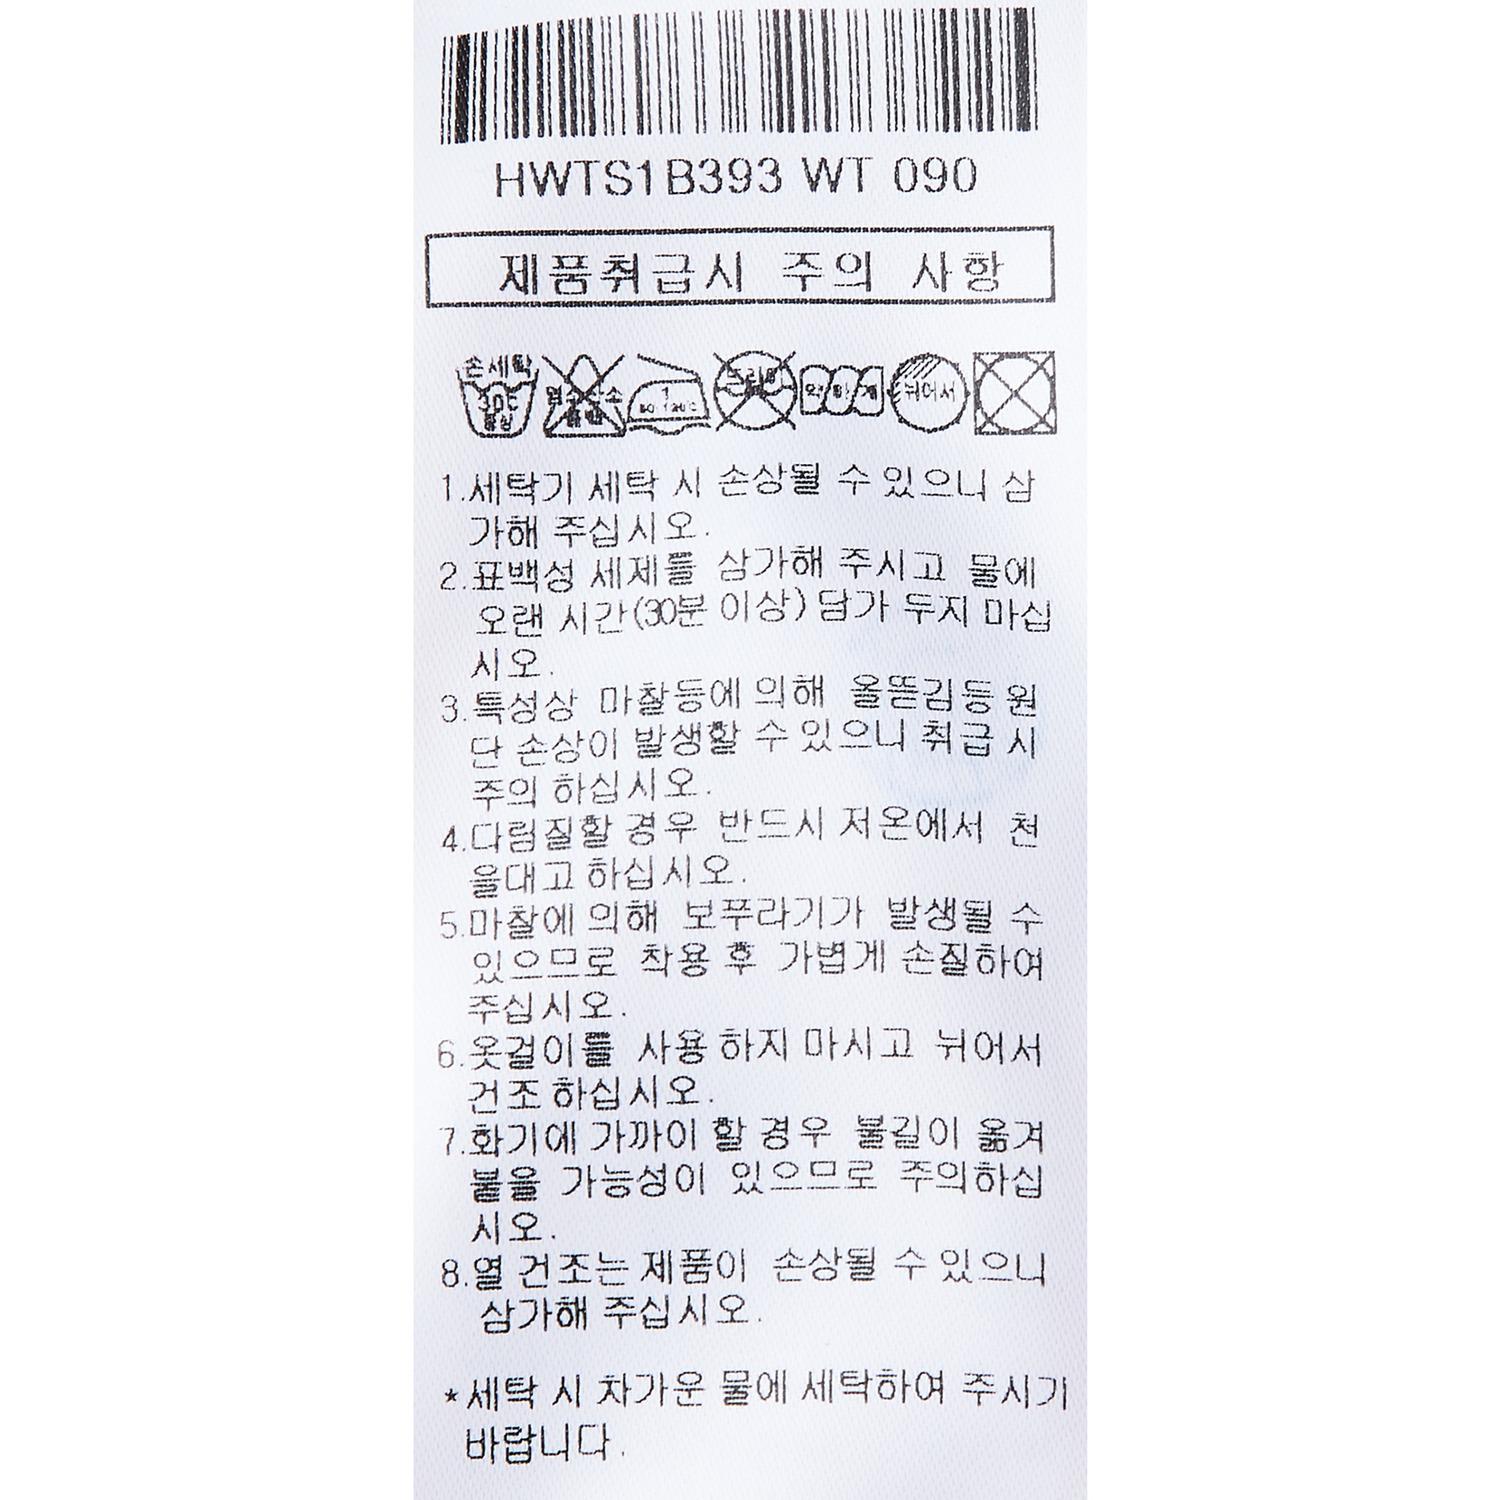 HWTS1B393 WT 090
제품취급시 주의 사항
손세탁 염소표백 드라이
30℃ 중성 1 80~120℃ 약하게 뉘어서
1.세탁기 세탁 시 손상될 수 있으니 삼
가해 주십시오.
2.표백성 세제를 삼가해 주시고 물에
오랜 시간(30분 이상) 담가 두지 마십
시오.
3.특성상 마찰등에 의해 올뜯김등 원
단 손상이 발생할 수 있으니 취급 시
주의 하십시오.
4.다림질할 경우 반드시 저온에서 천
을대고 하십시오.
5.마찰에 의해 보푸라기가 발생될 수
있으므로 착용 후 가볍게 손질하여
주십시오.
6.옷걸이를 사용 하지 마시고 뉘어서
건조 하십시오.
7.화기에 가까이 할 경우 불길이 옮겨
붙을 가능성이 있으므로 주의하십
시오.
8.열 건조는 제품이 손상될 수 있으니
삼가해 주십시오.
*세탁 시 차가운 물에 세탁하여 주시기
바랍니다.